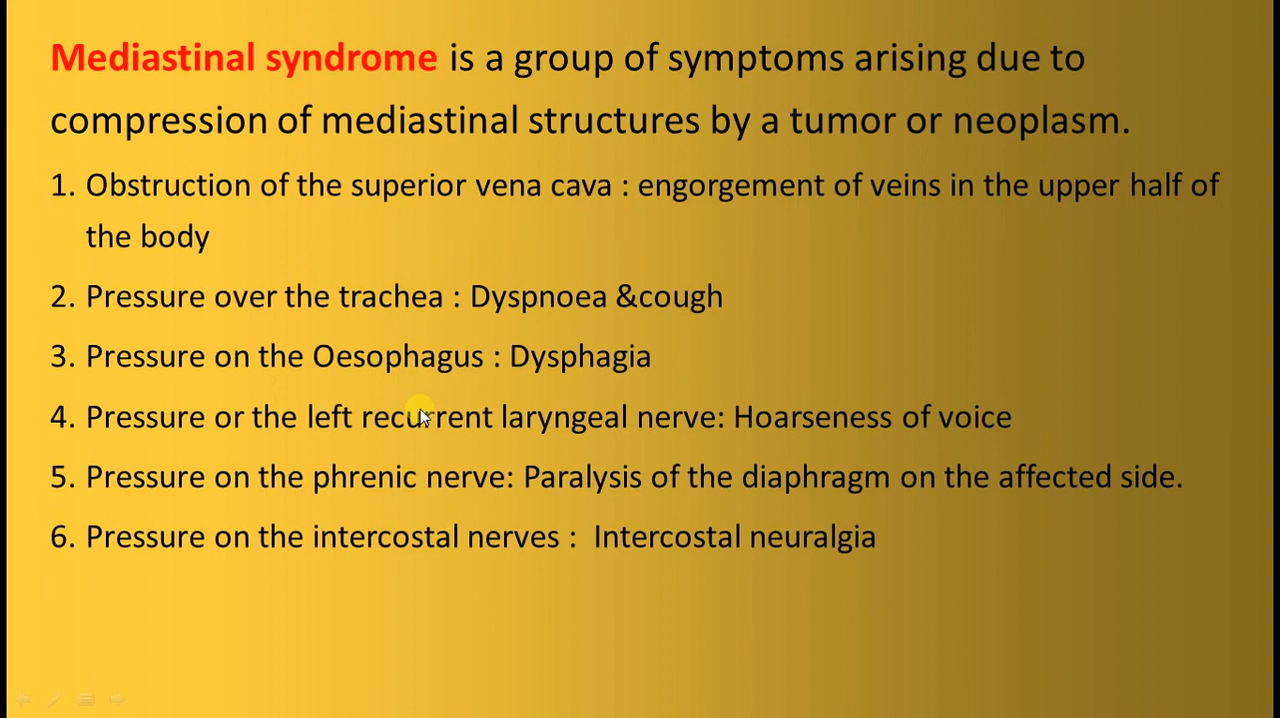 Mediastinal syndrome is a group of symptoms arising due to
compression of mediastinal structures by a tumor or neoplasm.
1. Obstruction of the superior vena cava : engorgement of veins in the upper half of
the body
2. Pressure over the trachea : Dyspnoea &cough
3. Pressure on the Oesophagus : Dysphagia
4. Pressure or the left recurrent laryngeal nerve: Hoarseness of voice
5. Pressure on the phrenic nerve: Paralysis of the diaphragm on the affected side.
6. Pressure on the intercostal nerves :  Intercostal neuralgia